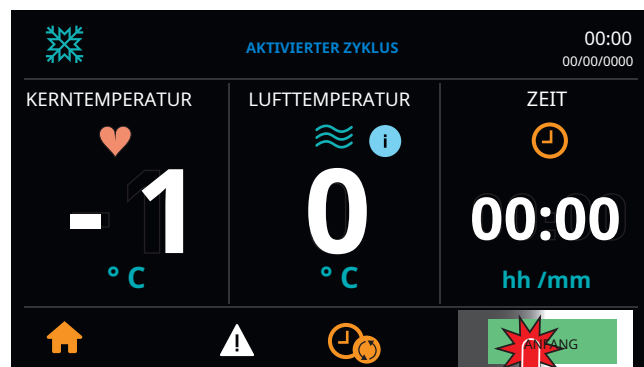 AKTIVIERTER ZYKLUS
00:00
00/00/0000
KERNTEMPERATUR
LUFTTEMPERATUR
ZEIT
i
- 1
0
00:00
° C
° C
hh /mm
!
ANFANG